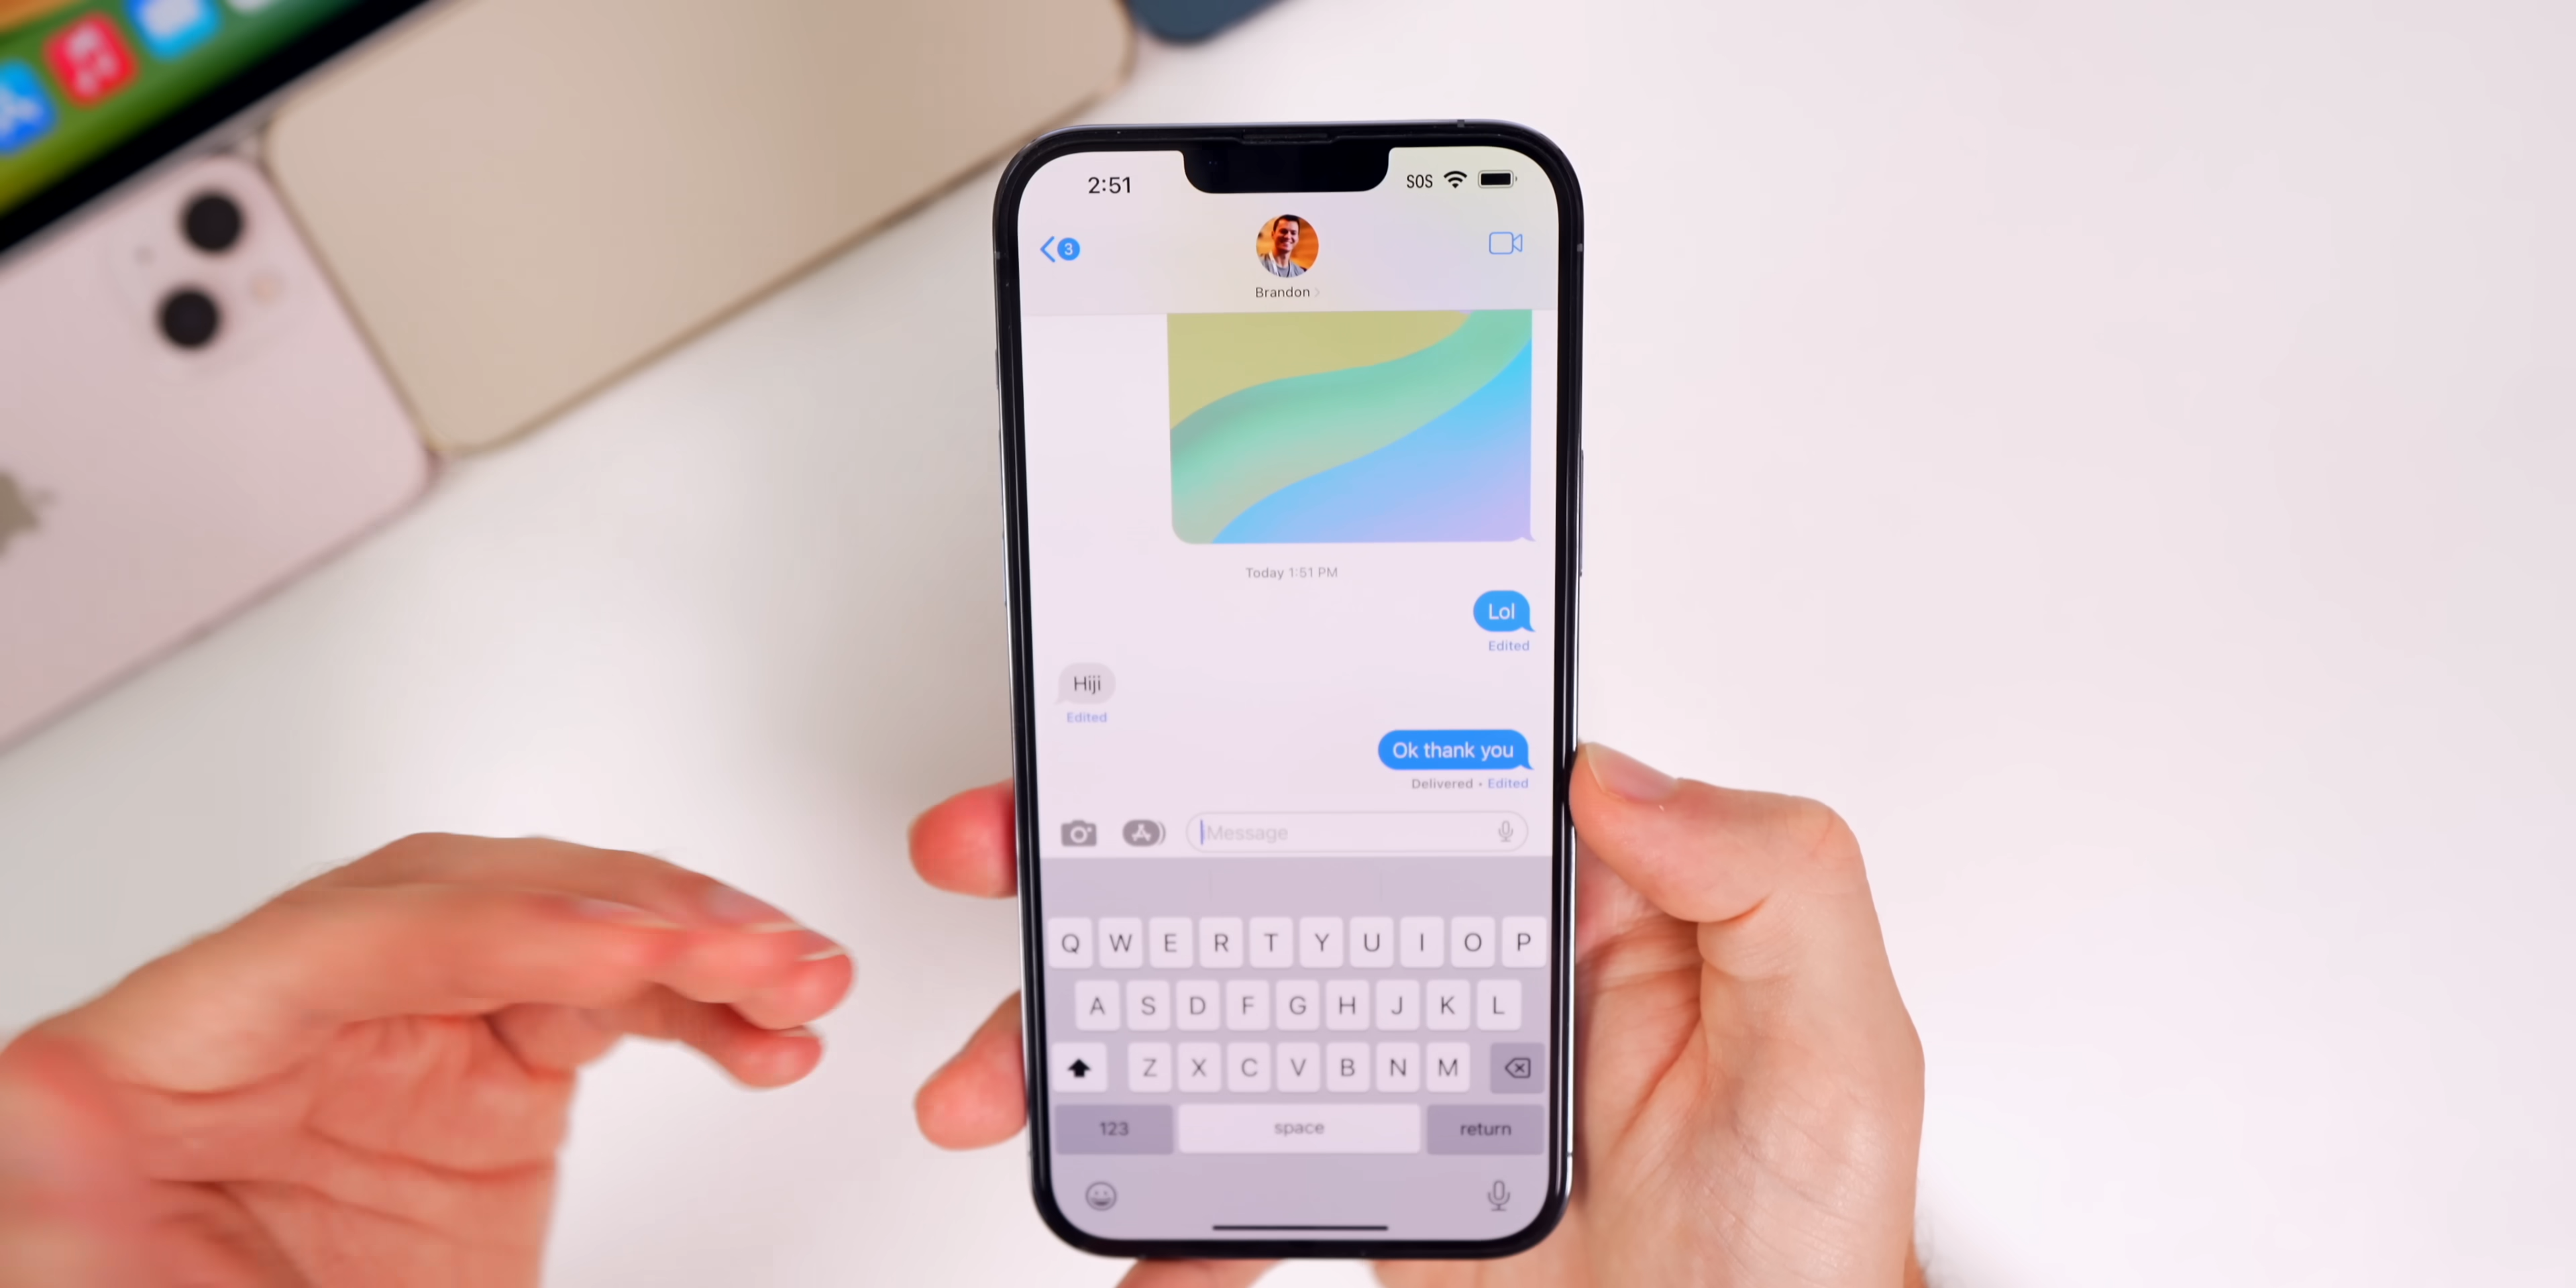 2:51
SOS
3
Brandon
Today 1:51 PM
Lol
Edited
Hiji
Edited
Ok thank you
Delivered • Edited
iMessage
Q W E R T Y U I O P
A S D F G H J K L
Z X C V B N M
123 space return